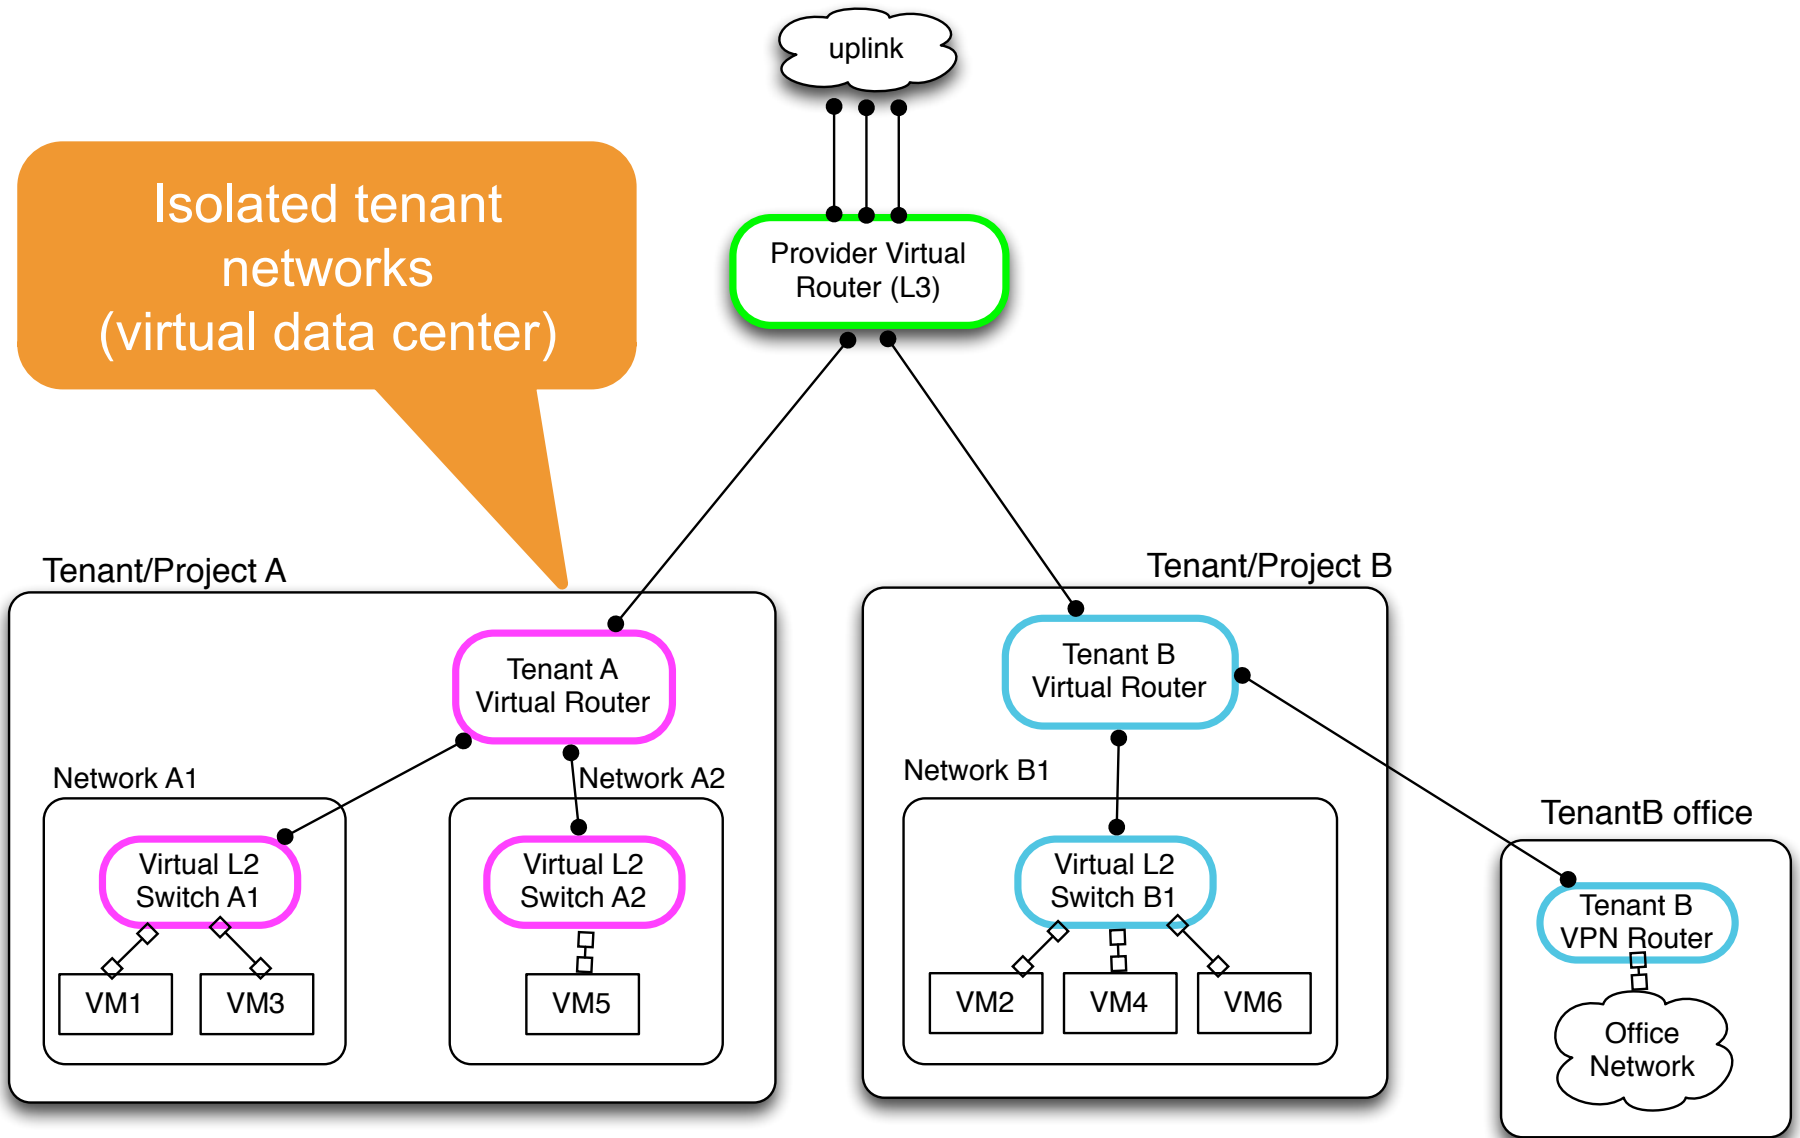 uplink
Isolated tenant
networks
(virtual data center)
Provider Virtual
Router (L3)
Tenant/Project A
Tenant/Project B
Tenant A
Virtual Router
Tenant B
Virtual Router
Network A1
Network A2
Network B1
TenantB office
Virtual L2
Switch A1
Virtual L2
Switch A2
Virtual L2
Switch B1
Tenant B
VPN Router
VM1
VM3
VM5
VM2
VM4
VM6
Office
Network